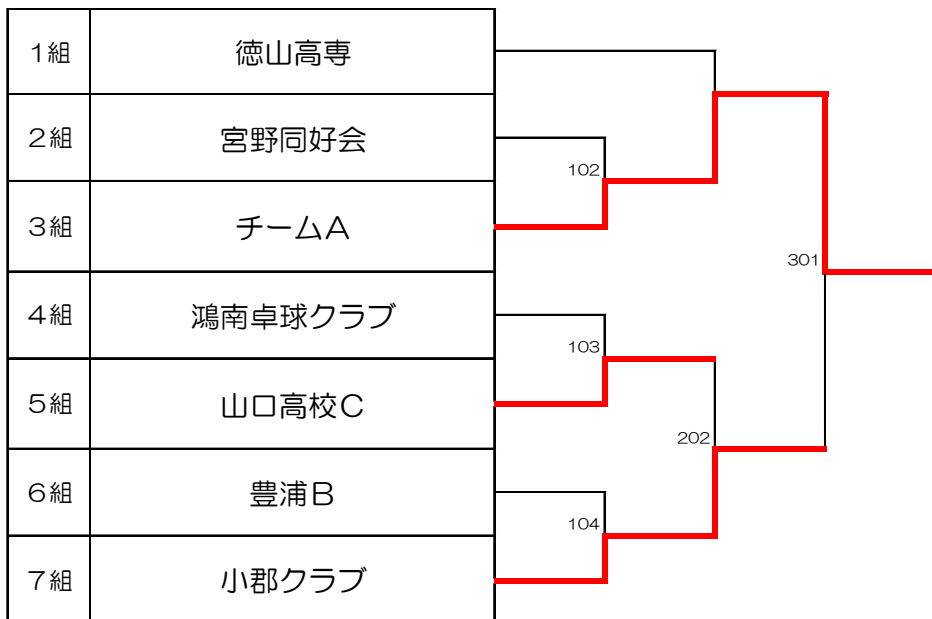 １組 徳山高専
２組 宮野同好会
102
３組 チームＡ
301
４組 鴻南卓球クラブ
103
５組 山口高校Ｃ
202
６組 豊浦Ｂ
104
７組 小郡クラブ